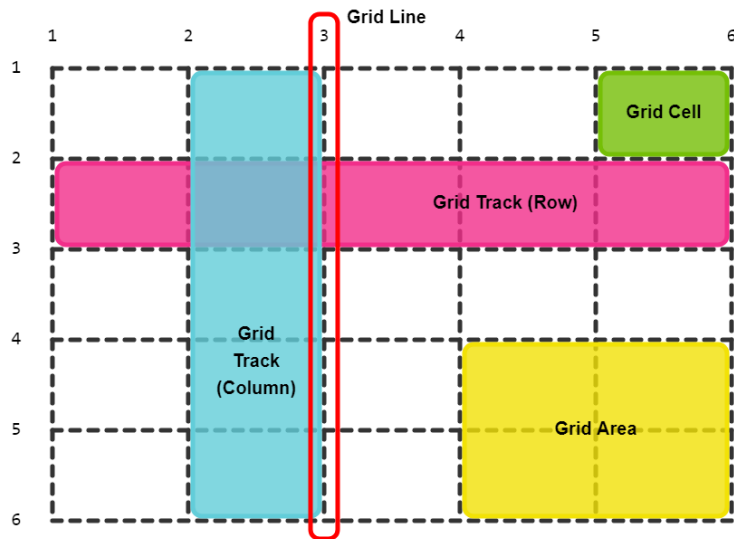 Grid Line
1 2 3 4 5 6
1
Grid Cell
2
Grid Track (Row)
3
4
Grid
Track
(Column)
5
Grid Area
6